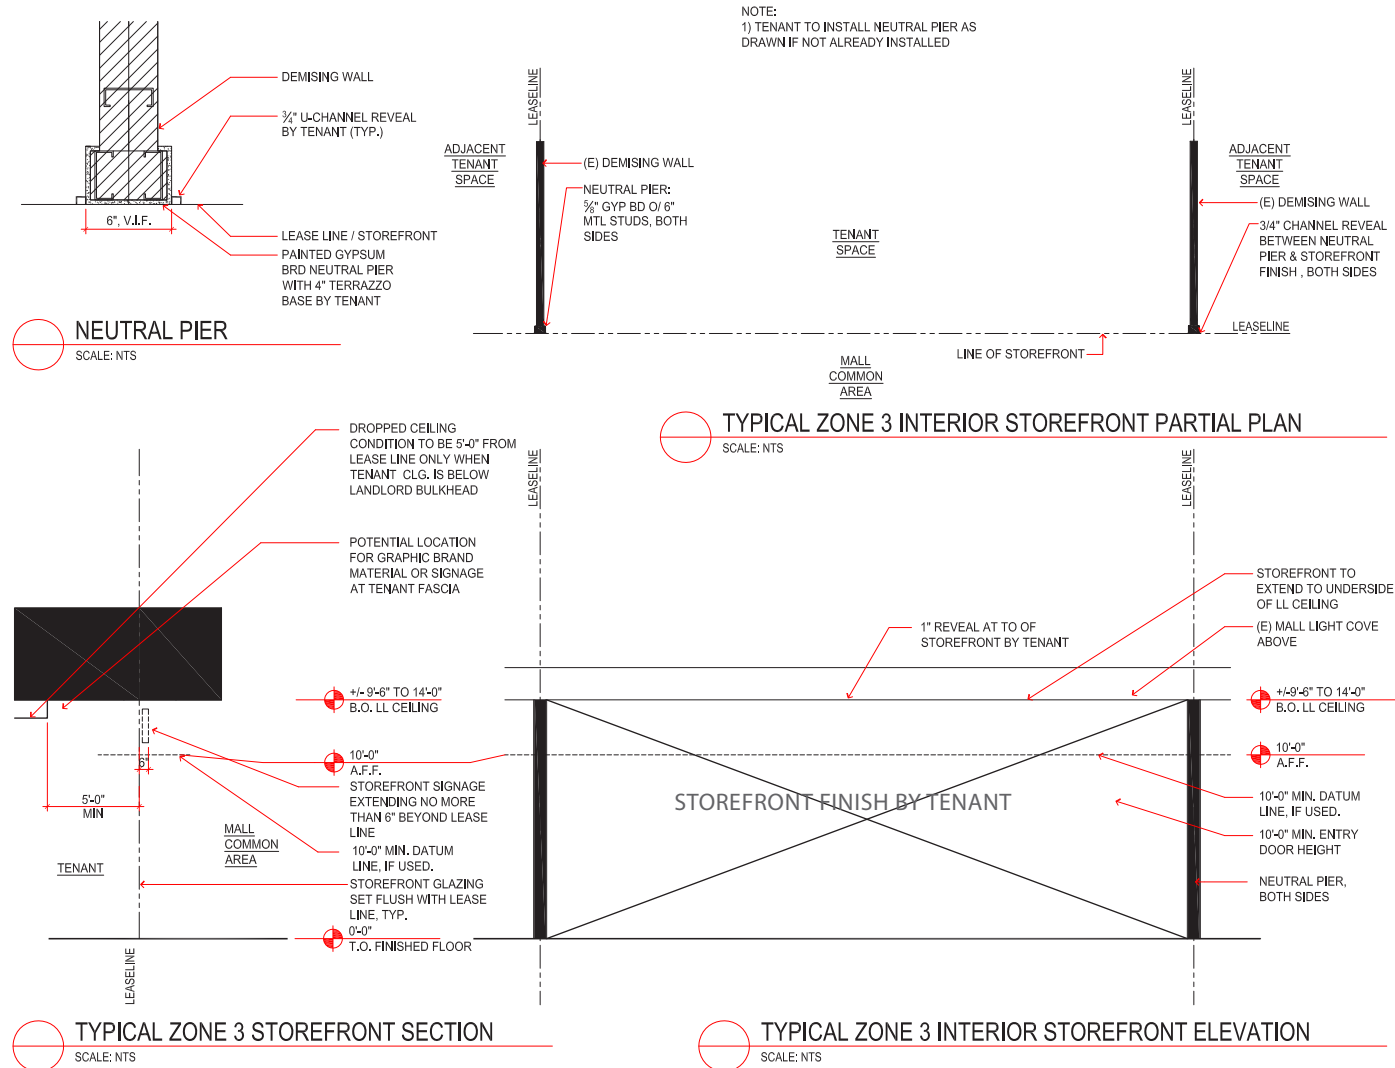 NOTE:
1) TENANT TO INSTALL NEUTRAL PIER AS
DRAWN IF NOT ALREADY INSTALLED
DEMISING WALL
¾" U-CHANNEL REVEAL
BY TENANT (TYP.)
6", V.I.F.
LEASE LINE / STOREFRONT
PAINTED GYPSUM
BRD NEUTRAL PIER
WITH 4" TERRAZZO
BASE BY TENANT
NEUTRAL PIER
SCALE: NTS
LEASELINE
LEASELINE
ADJACENT
TENANT
SPACE
(E) DEMISING WALL
NEUTRAL PIER:
⅝" GYP BD O/ 6"
MTL STUDS, BOTH
SIDES
TENANT
SPACE
ADJACENT
TENANT
SPACE
(E) DEMISING WALL
3/4" CHANNEL REVEAL
BETWEEN NEUTRAL
PIER & STOREFRONT
FINISH , BOTH SIDES
LEASELINE
LINE OF STOREFRONT
MALL
COMMON
AREA
TYPICAL ZONE 3 INTERIOR STOREFRONT PARTIAL PLAN
SCALE: NTS
DROPPED CEILING
CONDITION TO BE 5'-0" FROM
LEASE LINE ONLY WHEN
TENANT CLG. IS BELOW
LANDLORD BULKHEAD
POTENTIAL LOCATION
FOR GRAPHIC BRAND
MATERIAL OR SIGNAGE
AT TENANT FASCIA
+/- 9'-6" TO 14'-0"
B.O. LL CEILING
10'-0"
A.F.F.
6"
5'-0"
MIN
STOREFRONT SIGNAGE
EXTENDING NO MORE
THAN 6" BEYOND LEASE
LINE
MALL
COMMON
AREA
10'-0" MIN. DATUM
LINE, IF USED.
TENANT
STOREFRONT GLAZING
SET FLUSH WITH LEASE
LINE, TYP.
0'-0"
T.O. FINISHED FLOOR
LEASELINE
TYPICAL ZONE 3 STOREFRONT SECTION
SCALE: NTS
LEASELINE
LEASELINE
1" REVEAL AT TO OF
STOREFRONT BY TENANT
STOREFRONT TO
EXTEND TO UNDERSIDE
OF LL CEILING
(E) MALL LIGHT COVE
ABOVE
+/-9'-6" TO 14'-0"
B.O. LL CEILING
10'-0"
A.F.F.
STOREFRONT FINISH BY TENANT
10'-0" MIN. DATUM
LINE, IF USED.
10'-0" MIN. ENTRY
DOOR HEIGHT
NEUTRAL PIER,
BOTH SIDES
TYPICAL ZONE 3 INTERIOR STOREFRONT ELEVATION
SCALE: NTS